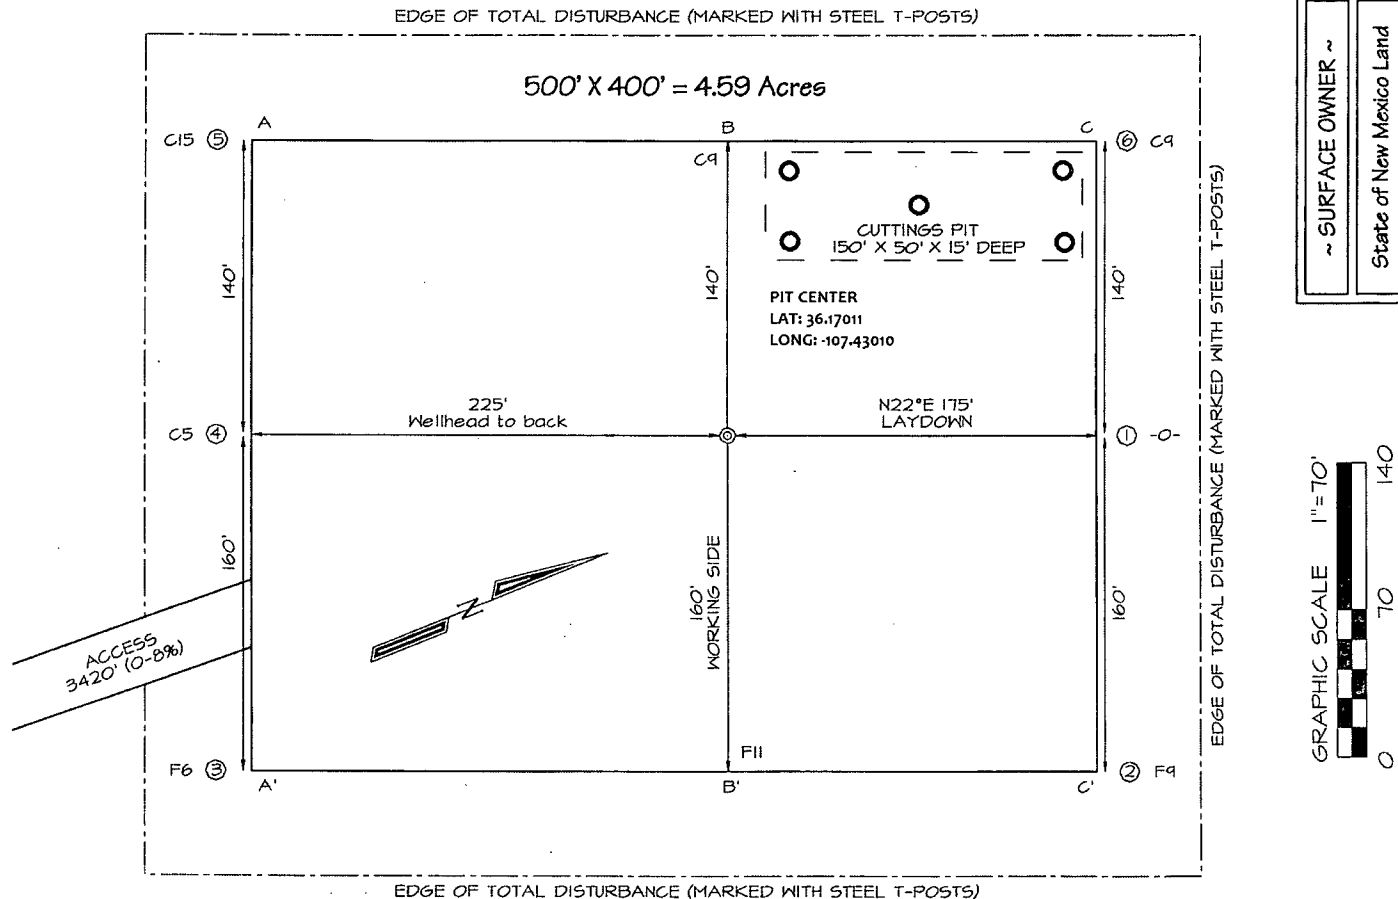 EDGE OF TOTAL DISTURBANCE (MARKED WITH STEEL T-POSTS)
500' X 400' = 4.59 Acres
A
B
C
C15 ⑤
⑥ C9
C9
CUTTINGS PIT
150' X 50' X 15' DEEP
140'
140'
140'
PIT CENTER
LAT: 36.17011
LONG: -107.43010
225'
Wellhead to back
N22°E 175'
LAYDOWN
C5 ④
① -0-
160'
160'
WORKING SIDE
160'
N
ACCESS
3420' (0-8%)
F11
F6 ③
② F9
A'
B'
C'
EDGE OF TOTAL DISTURBANCE (MARKED WITH STEEL T-POSTS)
EDGE OF TOTAL DISTURBANCE (MARKED WITH STEEL T-POSTS)
~ SURFACE OWNER ~
State of New Mexico Land
GRAPHIC SCALE 1"=70'
0 70 140